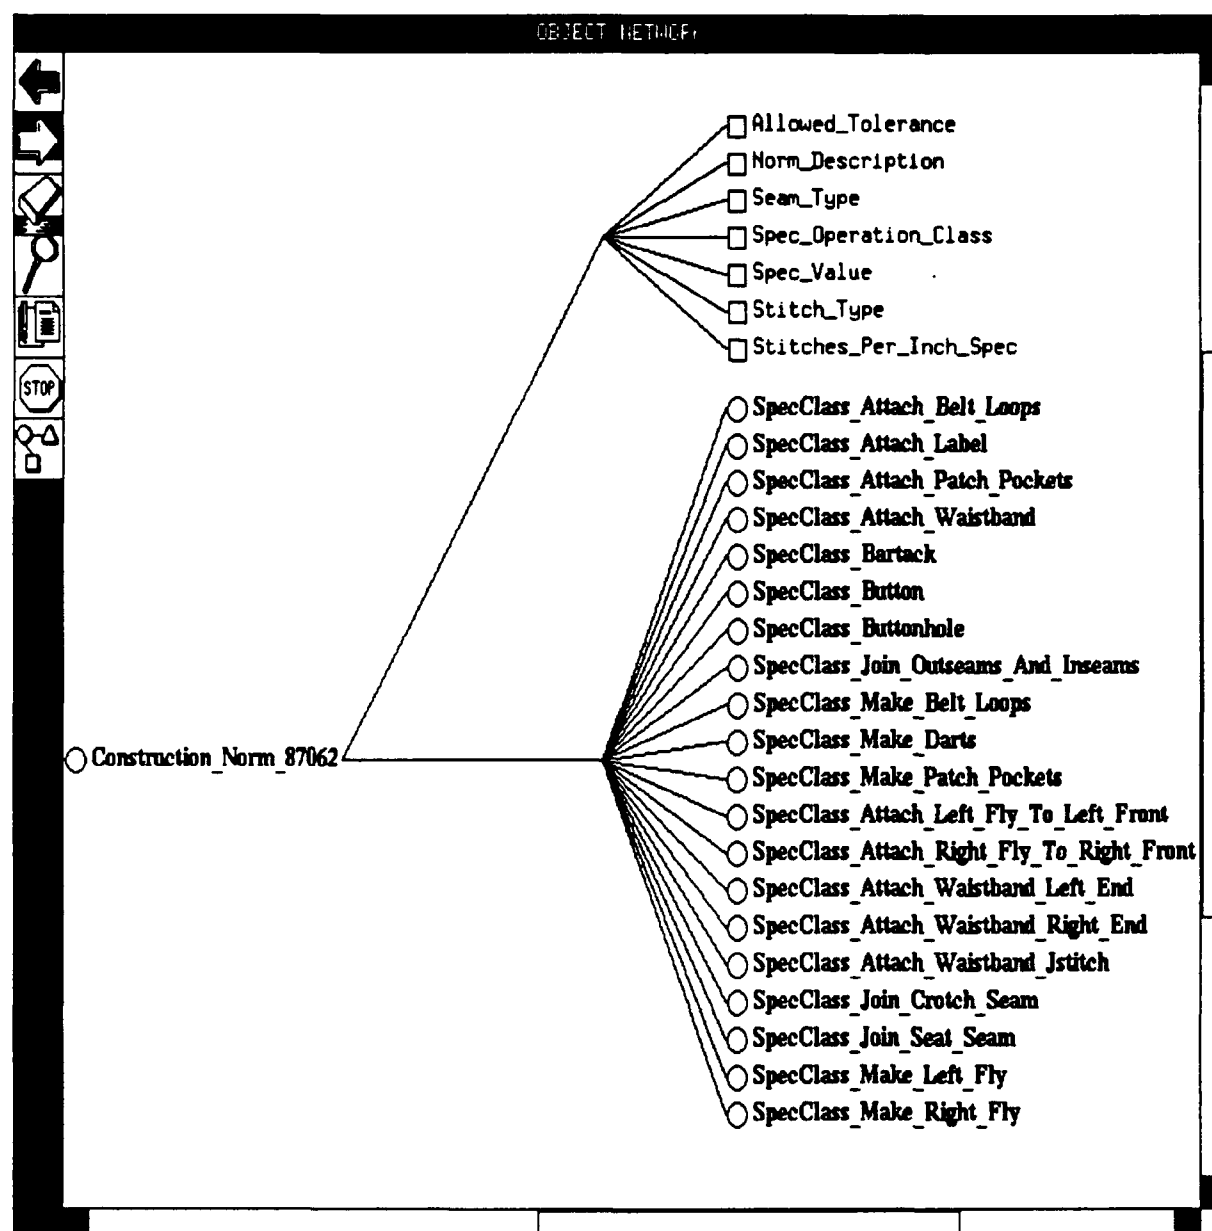 OBJECT NETWORK
Allowed_Tolerance
Norm_Description
Seam_Type
Spec_Operation_Class
Spec_Value
Stitch_Type
Stitches_Per_Inch_Spec
STOP
SpecClass_Attach_Belt_Loops
SpecClass_Attach_Label
SpecClass_Attach_Patch_Pockets
SpecClass_Attach_Waistband
SpecClass_Bartack
SpecClass_Button
SpecClass_Buttonhole
SpecClass_Join_Outseams_And_Inseams
SpecClass_Make_Belt_Loops
SpecClass_Make_Darts
Construction_Norm_87062
SpecClass_Make_Patch_Pockets
SpecClass_Attach_Left_Fly_To_Left_Front
SpecClass_Attach_Right_Fly_To_Right_Front
SpecClass_Attach_Waistband_Left_End
SpecClass_Attach_Waistband_Right_End
SpecClass_Attach_Waistband_Jstitch
SpecClass_Join_Crotch_Seam
SpecClass_Join_Seat_Seam
SpecClass_Make_Left_Fly
SpecClass_Make_Right_Fly